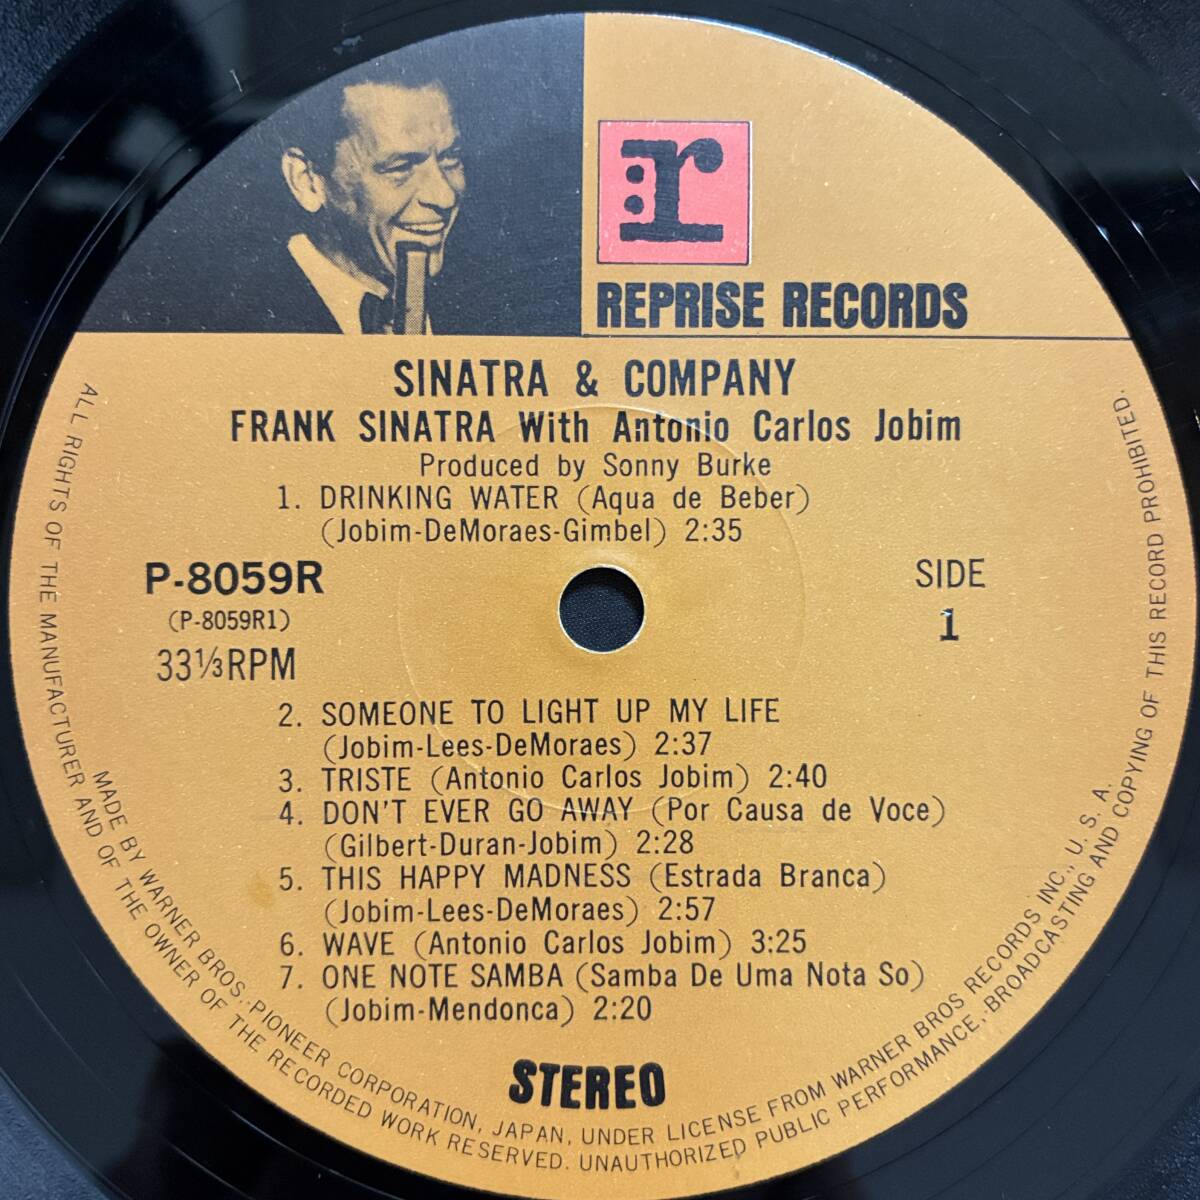 r
REPRISE RECORDS
SINATRA & COMPANY
FRANK SINATRA With Antonio Carlos Jobim
Produced by Sonny Burke
1. DRINKING WATER (Aqua de Beber)
(Jobim-DeMoraes-Gimbel) 2:35
P-8059R
(P-8059R1)
33⅓RPM
SIDE
1
2. SOMEONE TO LIGHT UP MY LIFE
(Jobim-Lees-DeMoraes) 2:37
3. TRISTE (Antonio Carlos Jobim) 2:40
4. DON'T EVER GO AWAY (Por Causa de Voce)
(Gilbert-Duran-Jobim) 2:28
5. THIS HAPPY MADNESS (Estrada Branca)
(Jobim-Lees-DeMoraes) 2:57
6. WAVE (Antonio Carlos Jobim) 3:25
7. ONE NOTE SAMBA (Samba De Uma Nota So)
(Jobim-Mendonca) 2:20
STEREO
MADE BY WARNER BROS.-PIONEER CORPORATION, JAPAN, UNDER LICENSE FROM WARNER BROS RECORDS INC., U. S. A.
ALL RIGHTS OF THE MANUFACTURER AND OF THE OWNER OF THE RECORDED WORK RESERVED. UNAUTHORIZED PUBLIC PERFORMANCE, BROADCASTING AND COPYING OF THIS RECORD PROHIBITED.